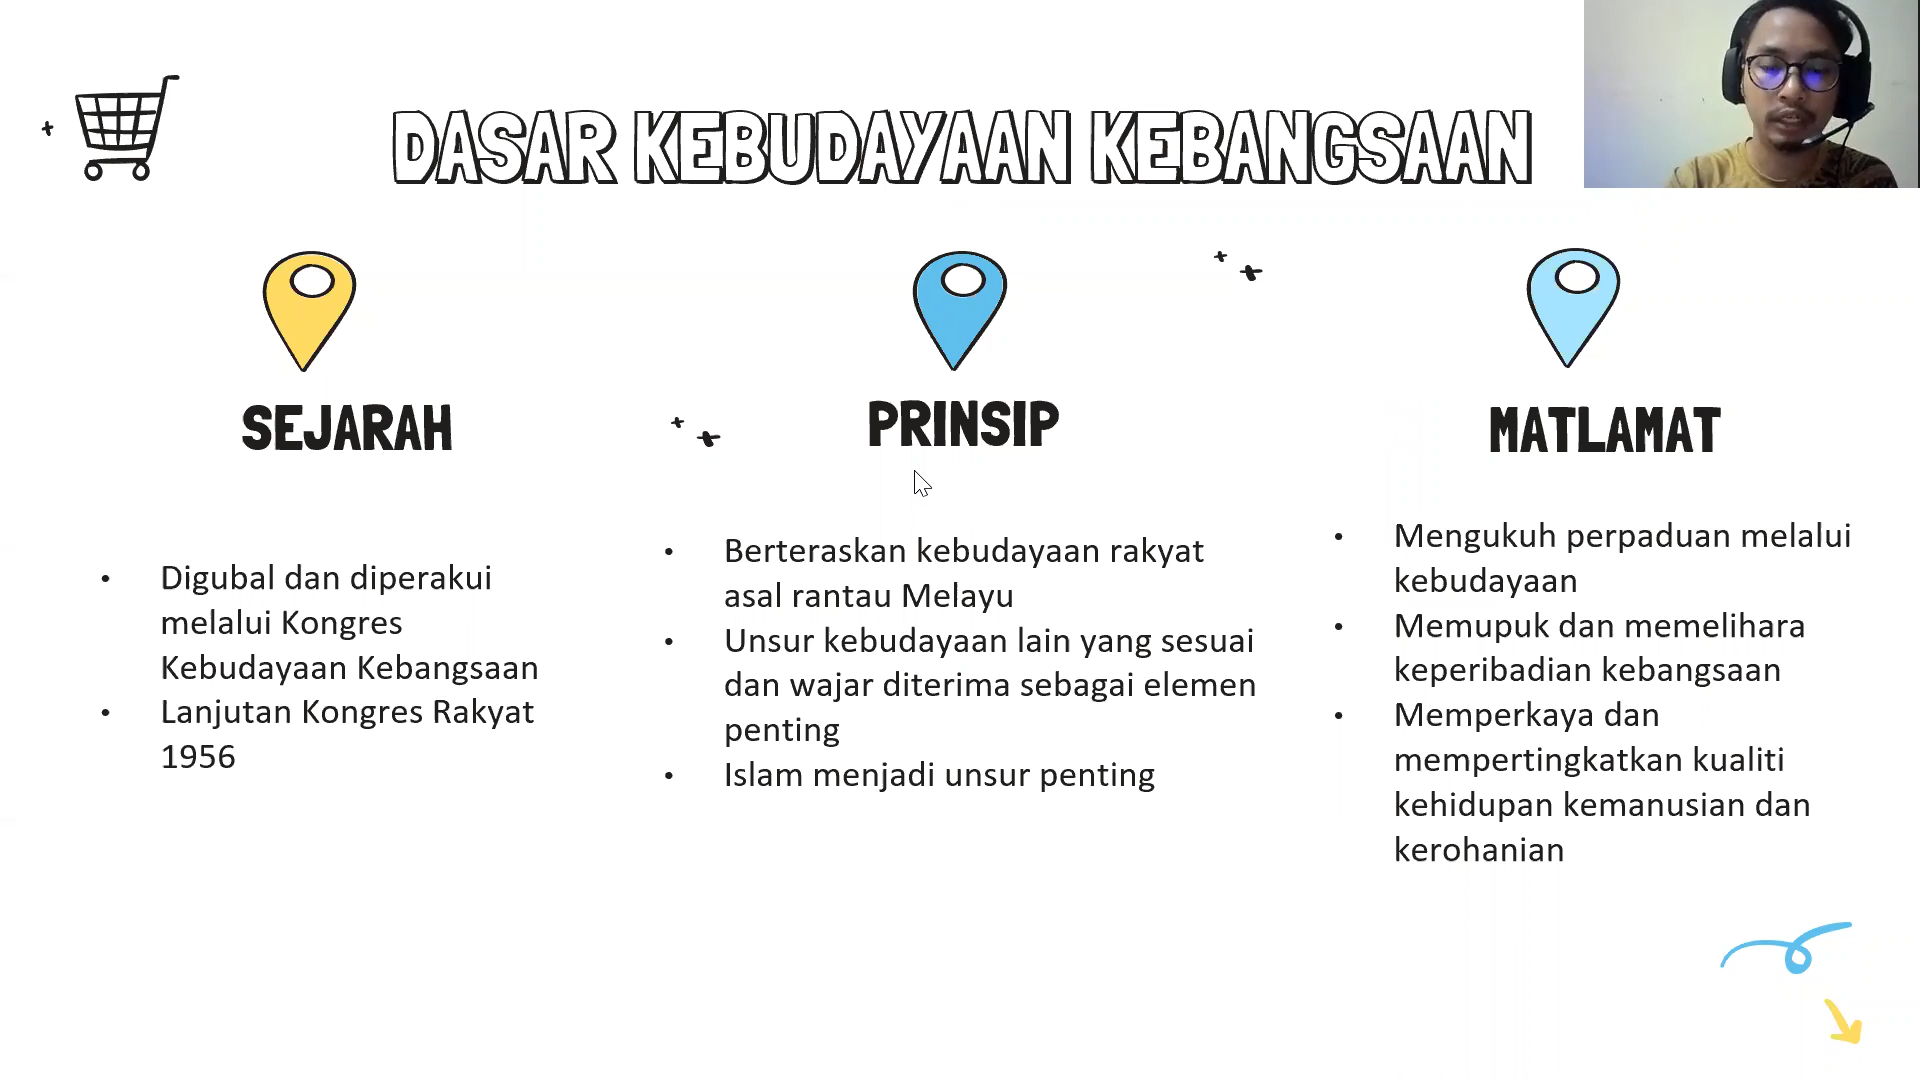 DASAR KEBUDAYAAN KEBANGSAAN
SEJARAH
Digubal dan diperakui
melalui Kongres
Kebudayaan Kebangsaan
Lanjutan Kongres Rakyat
1956
PRINSIP
Berteraskan kebudayaan rakyat
asal rantau Melayu
Unsur kebudayaan lain yang sesuai
dan wajar diterima sebagai elemen
penting
Islam menjadi unsur penting
MATLAMAT
Mengukuh perpaduan melalui
kebudayaan
Memupuk dan memelihara
keperibadian kebangsaan
Memperkaya dan
mempertingkatkan kualiti
kehidupan kemanusian dan
kerohanian